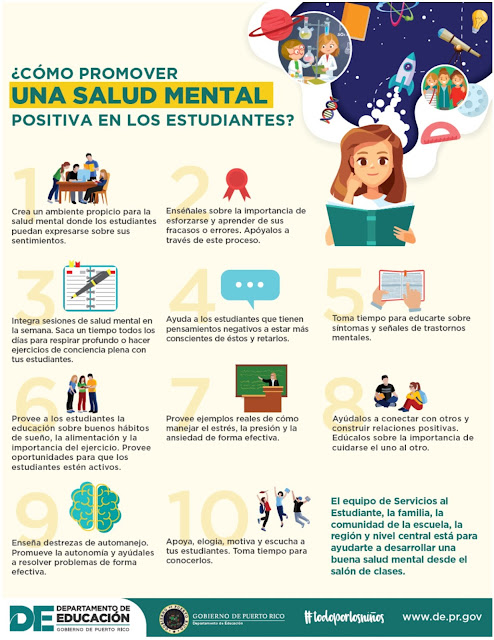 ¿CÓMO PROMOVER
UNA SALUD MENTAL
POSITIVA EN LOS ESTUDIANTES?
1
Crea un ambiente propicio para la
salud mental donde los estudiantes
puedan expresarse sobre sus
sentimientos.
2
Enséñales sobre la importancia de
esforzarse y aprender de sus
fracasos o errores. Apóyalos a
través de este proceso.
3
Integra sesiones de salud mental en
la semana. Saca un tiempo todos los
días para respirar profundo o hacer
ejercicios de conciencia plena con
tus estudiantes.
4
Ayuda a los estudiantes que tienen
pensamientos negativos a estar más
conscientes de éstos y retarlos.
5
Toma tiempo para educarte sobre
síntomas y señales de trastornos
mentales.
6
Provee a los estudiantes la
educación sobre buenos hábitos
de sueño, la alimentación y la
importancia del ejercicio. Provee
oportunidades para que los
estudiantes estén activos.
7
Provee ejemplos reales de cómo
manejar el estrés, la presión y la
ansiedad de forma efectiva.
8
Ayúdalos a conectar con otros y
construir relaciones positivas.
Edúcalos sobre la importancia de
cuidarse el uno al otro.
9
Enseña destrezas de automanejo.
Promueve la autonomía y ayúdales
a resolver problemas de forma
efectiva.
10
Apoya, elogia, motiva y escucha a
tus estudiantes. Toma tiempo para
conocerlos.
El equipo de Servicios al
Estudiante, la familia, la
comunidad de la escuela, la
región y nivel central está para
ayudarte a desarrollar una
buena salud mental desde el
salón de clases.
DE DEPARTAMENTO DE
EDUCACIÓN
GOBIERNO DE PUERTO RICO
GOBIERNO DE PUERTO RICO
Departamento de Educación
#todoporlosniños
www.de.pr.gov